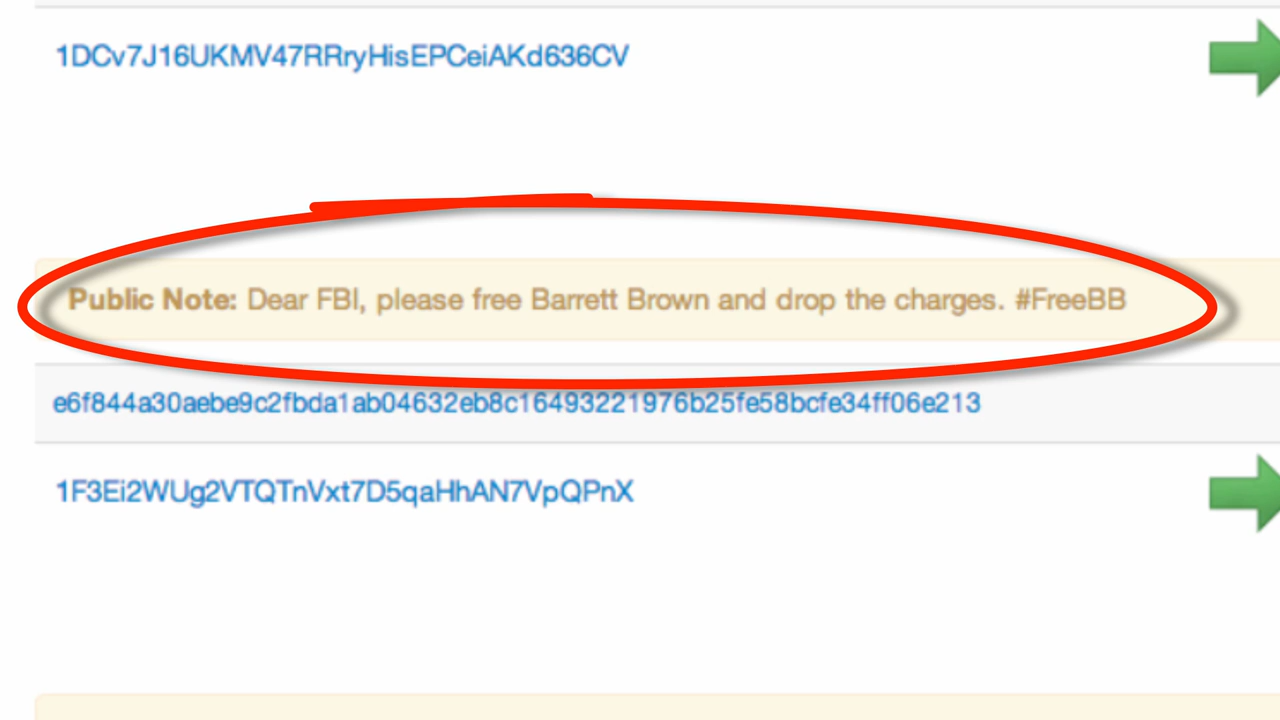 1DCv7J16UKMV47RRryHisEPCeiAKd636CV
Public Note: Dear FBI, please free Barrett Brown and drop the charges. #FreeBB
e6f844a30aebe9c2fbda1ab04632eb8c16493221976b25fe58bcfe34ff06e213
1F3Ei2WUg2VTQTnVxt7D5qaHhAN7VpQPnX